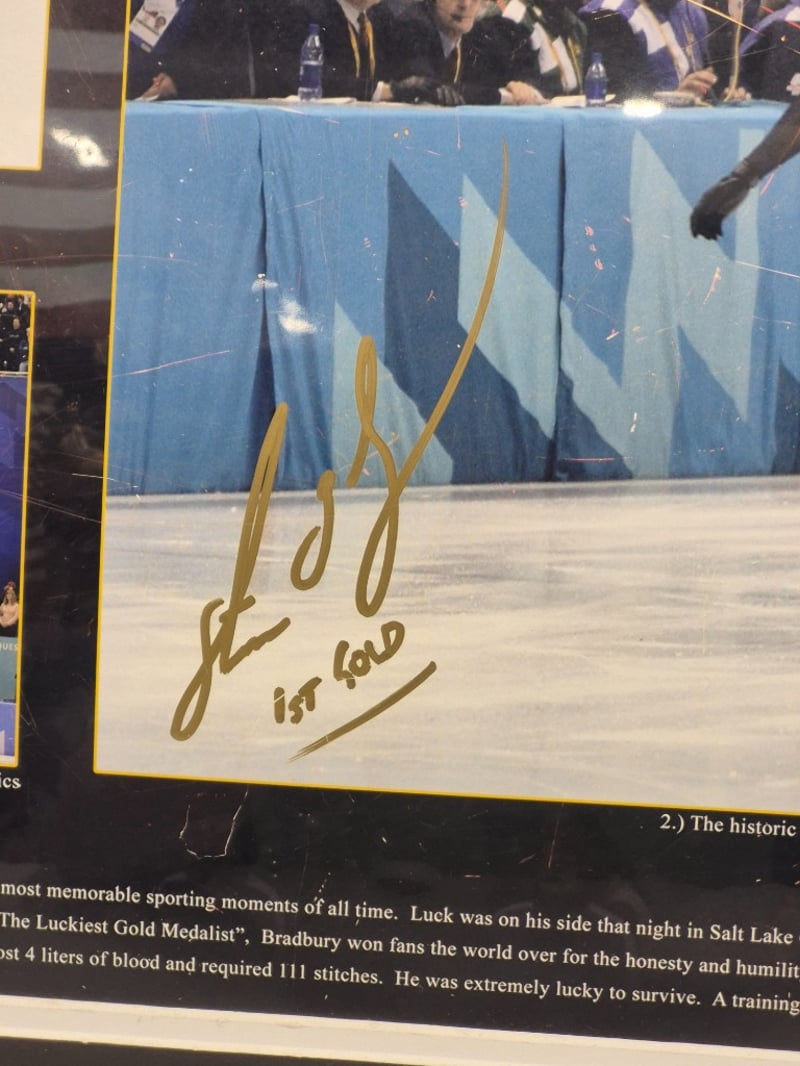 1ST GOLD
ics
2.) The historic
most memorable sporting moments of all time. Luck was on his side that night in Salt Lake
The Luckiest Gold Medalist”, Bradbury won fans the world over for the honesty and humilit
ost 4 liters of blood and required 111 stitches. He was extremely lucky to survive. A training